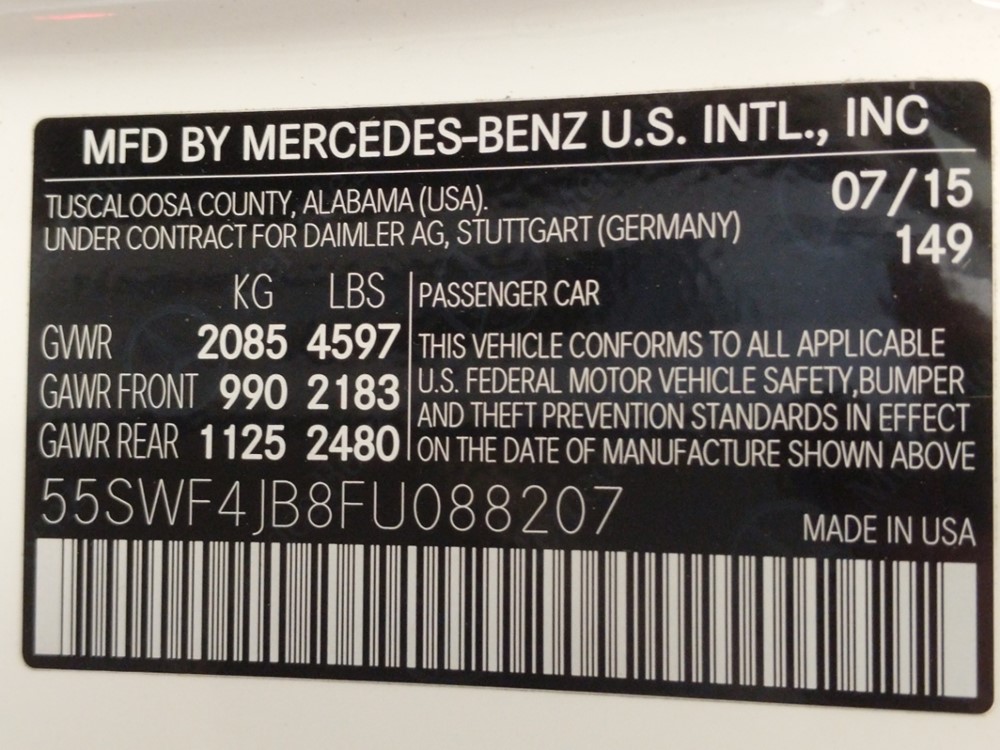 MFD BY MERCEDES-BENZ U.S. INTL., INC
TUSCALOOSA COUNTY, ALABAMA (USA). 07/15
UNDER CONTRACT FOR DAIMLER AG, STUTTGART (GERMANY) 149
KG LBS
GVWR 2085 4597
GAWR FRONT 990 2183
GAWR REAR 1125 2480
PASSENGER CAR
THIS VEHICLE CONFORMS TO ALL APPLICABLE
U.S. FEDERAL MOTOR VEHICLE SAFETY,BUMPER
AND THEFT PREVENTION STANDARDS IN EFFECT
ON THE DATE OF MANUFACTURE SHOWN ABOVE
55SWF4JB8FU088207
MADE IN USA